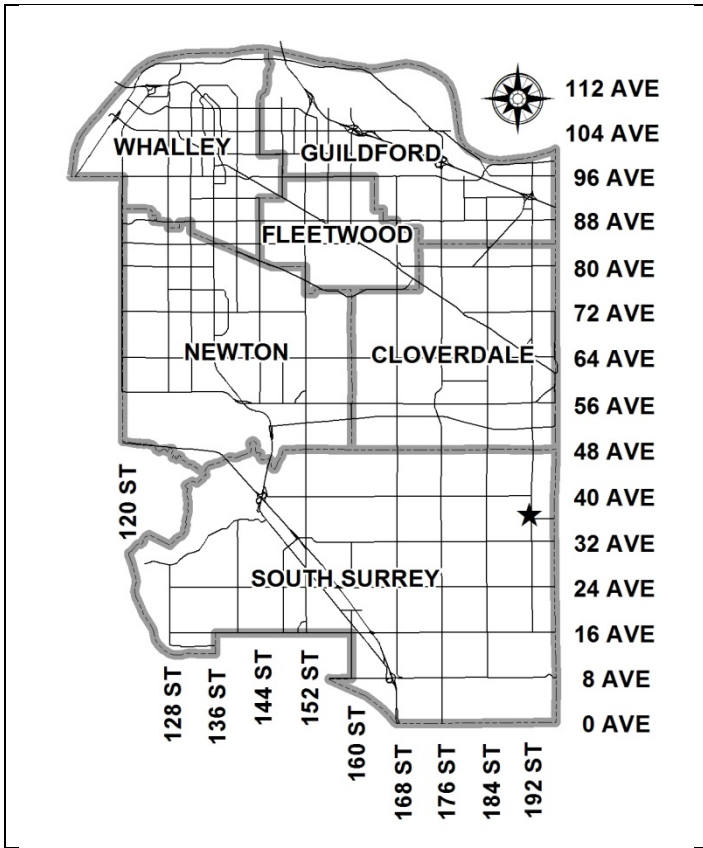 112 AVE
104 AVE
WHALLEY
GUILDFORD
96 AVE
88 AVE
FLEETWOOD
80 AVE
72 AVE
NEWTON
CLOVERDALE
64 AVE
56 AVE
48 AVE
40 AVE
120 ST
32 AVE
SOUTH SURREY
24 AVE
16 AVE
8 AVE
128 ST
136 ST
144 ST
152 ST
160 ST
168 ST
176 ST
184 ST
192 ST
0 AVE